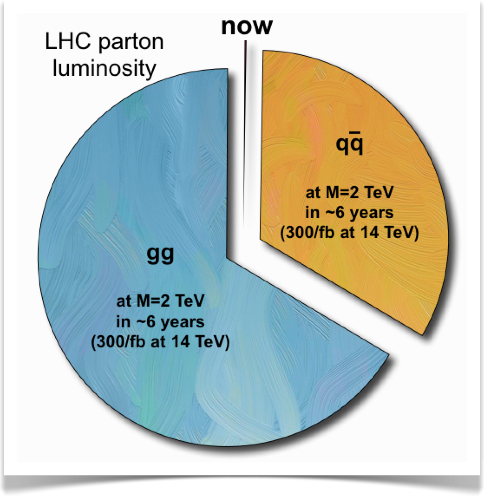 now
LHC parton
luminosity
qq̅
at M=2 TeV
in ~6 years
(300/fb at 14 TeV)
gg
at M=2 TeV
in ~6 years
(300/fb at 14 TeV)